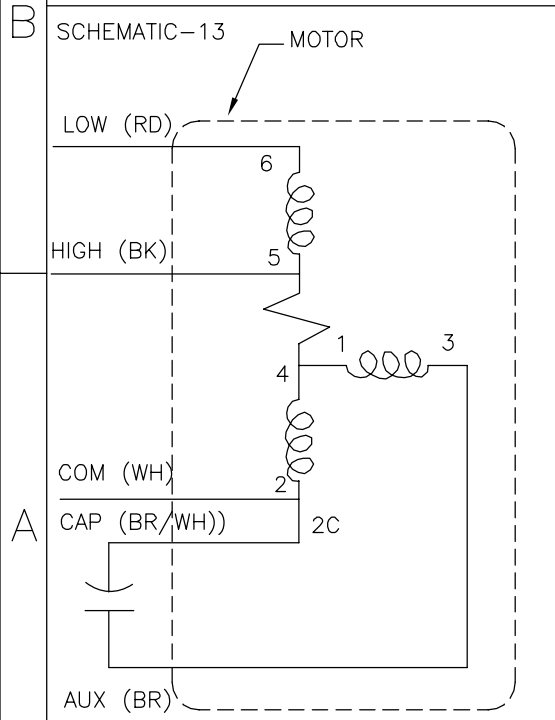 B
SCHEMATIC-13
MOTOR
LOW (RD)
6
HIGH (BK)
5
1
3
4
COM (WH)
2
A
CAP (BR/WH))
2C
AUX (BR)